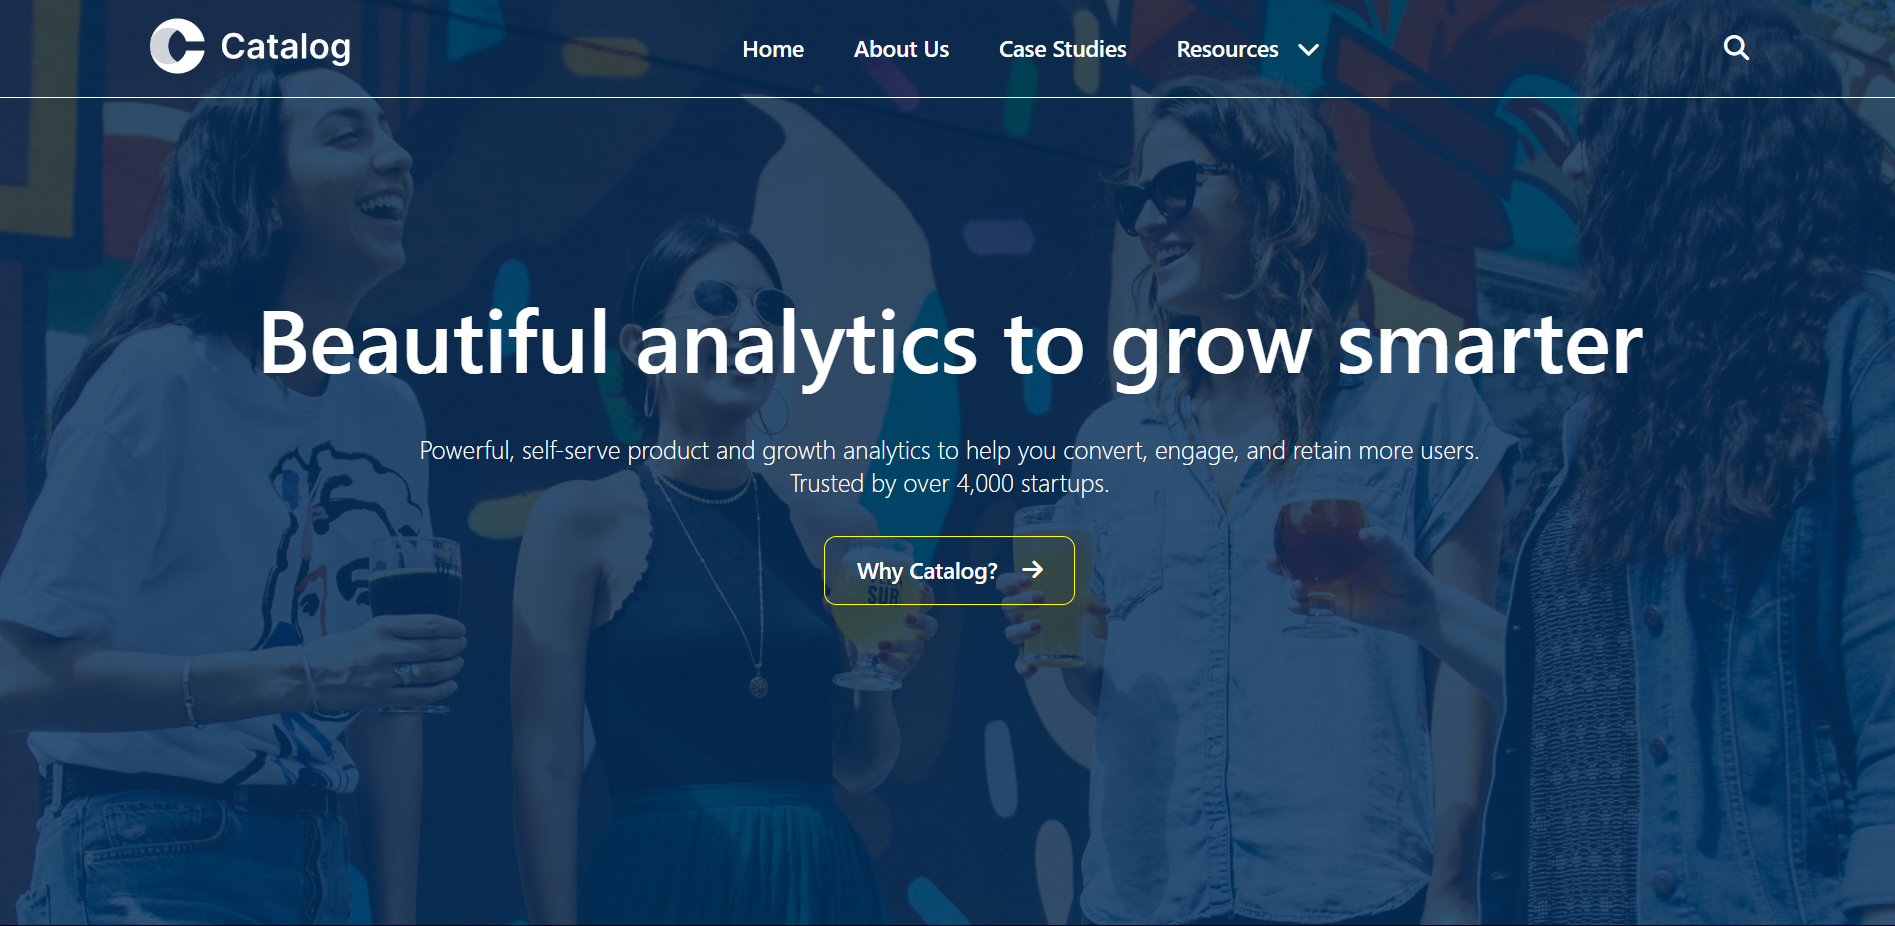 Catalog
Home About Us Case Studies Resources
Beautiful analytics to grow smarter
Powerful, self-serve product and growth analytics to help you convert, engage, and retain more users.
Trusted by over 4,000 startups.
Why Catalog?
SUR